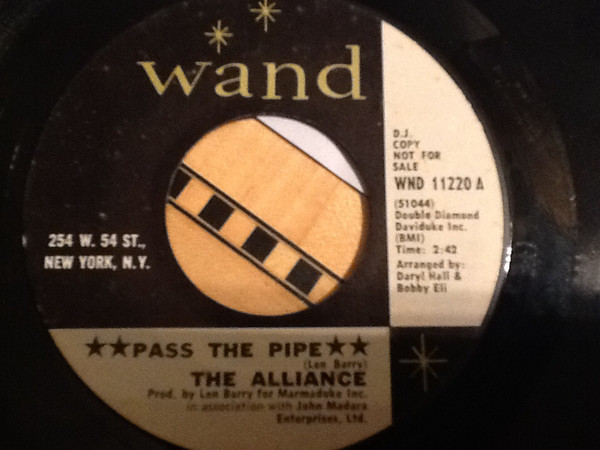 wand
D.J.
COPY
NOT FOR
SALE
WND 11220 A
(51044)
Double Diamond
Daviduke Inc.
(BMI)
Time: 2:42
Arranged by:
Daryl Hall &
Bobby Eli
254 W. 54 ST.,
NEW YORK, N.Y.
★★PASS THE PIPE★★
(Len Barry)
THE ALLIANCE
Prod. by Len Barry for Marmaduke Inc.
in association with John Madara
Enterprises, Ltd.